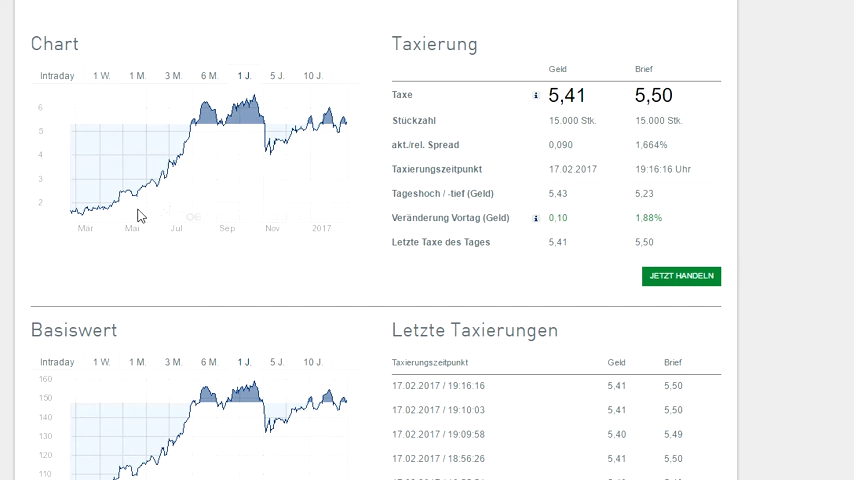 Chart
Intraday 1 W. 1 M. 3 M. 6 M. 1 J. 5 J. 10 J.
6
5
4
3
2
Mär Mai Jul Sep Nov 2017
Taxierung
Geld Brief
Taxe 5,41 5,50
Stückzahl 15.000 Stk. 15.000 Stk.
akt./rel. Spread 0,090 1,664%
Taxierungszeitpunkt 17.02.2017 19:16:16 Uhr
Tageshoch / -tief (Geld) 5,43 5,23
Veränderung Vortag (Geld) 0,10 1.88%
Letzte Taxe des Tages 5,41 5,50
JETZT HANDELN
Basiswert
Intraday 1 W. 1 M. 3 M. 6 M. 1 J. 5 J. 10 J.
160
150
140
130
120
110
Letzte Taxierungen
Taxierungszeitpunkt Geld Brief
17.02.2017 / 19:16:16 5,41 5,50
17.02.2017 / 19:10:03 5,41 5,50
17.02.2017 / 19:09:58 5,40 5,49
17.02.2017 / 18:56:26 5,41 5,50